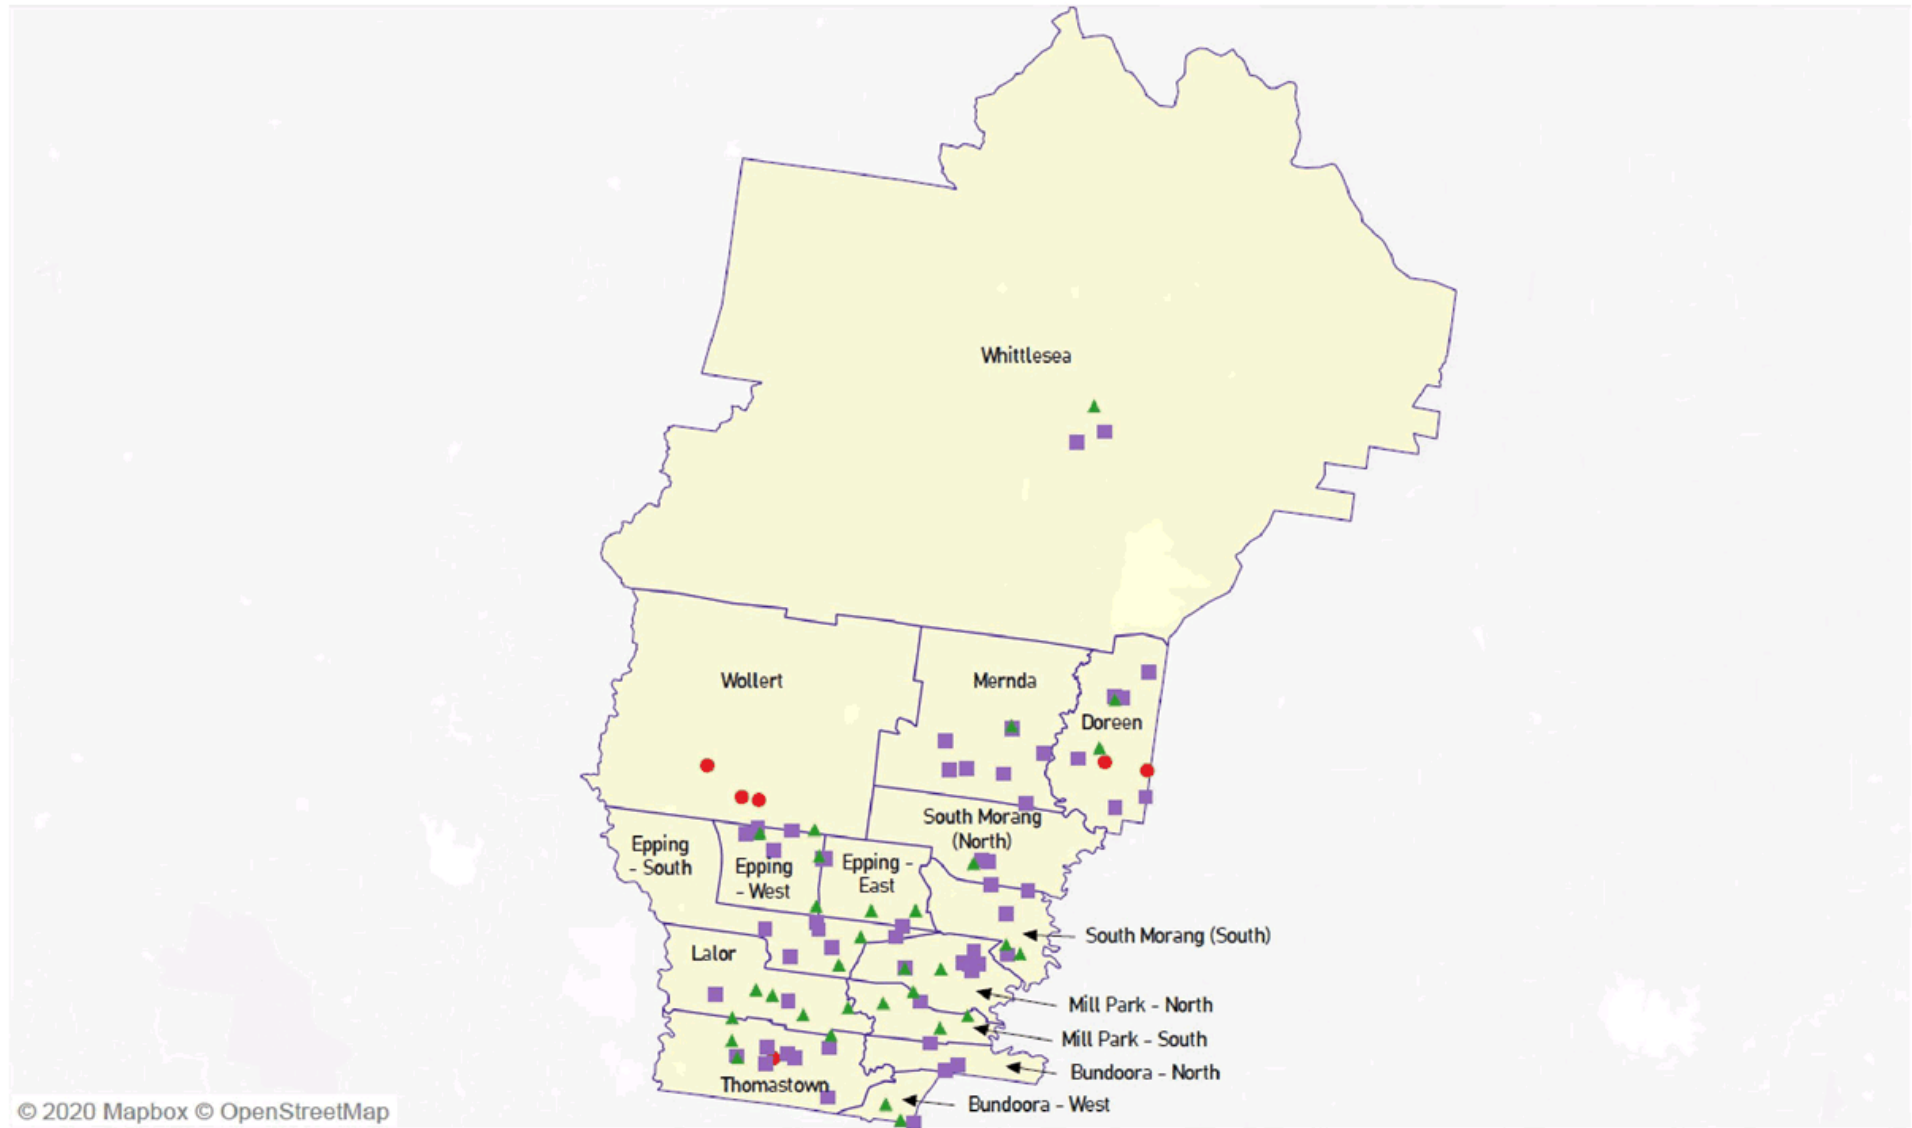 Whittlesea
Wollert
Mernda
Doreen
South Morang
(North)
Epping
- South
Epping
- West
Epping -
East
South Morang (South)
Lalor
Mill Park - North
Mill Park - South
Bundoora - North
Thomastown
Bundoora - West
© 2020 Mapbox © OpenStreetMap